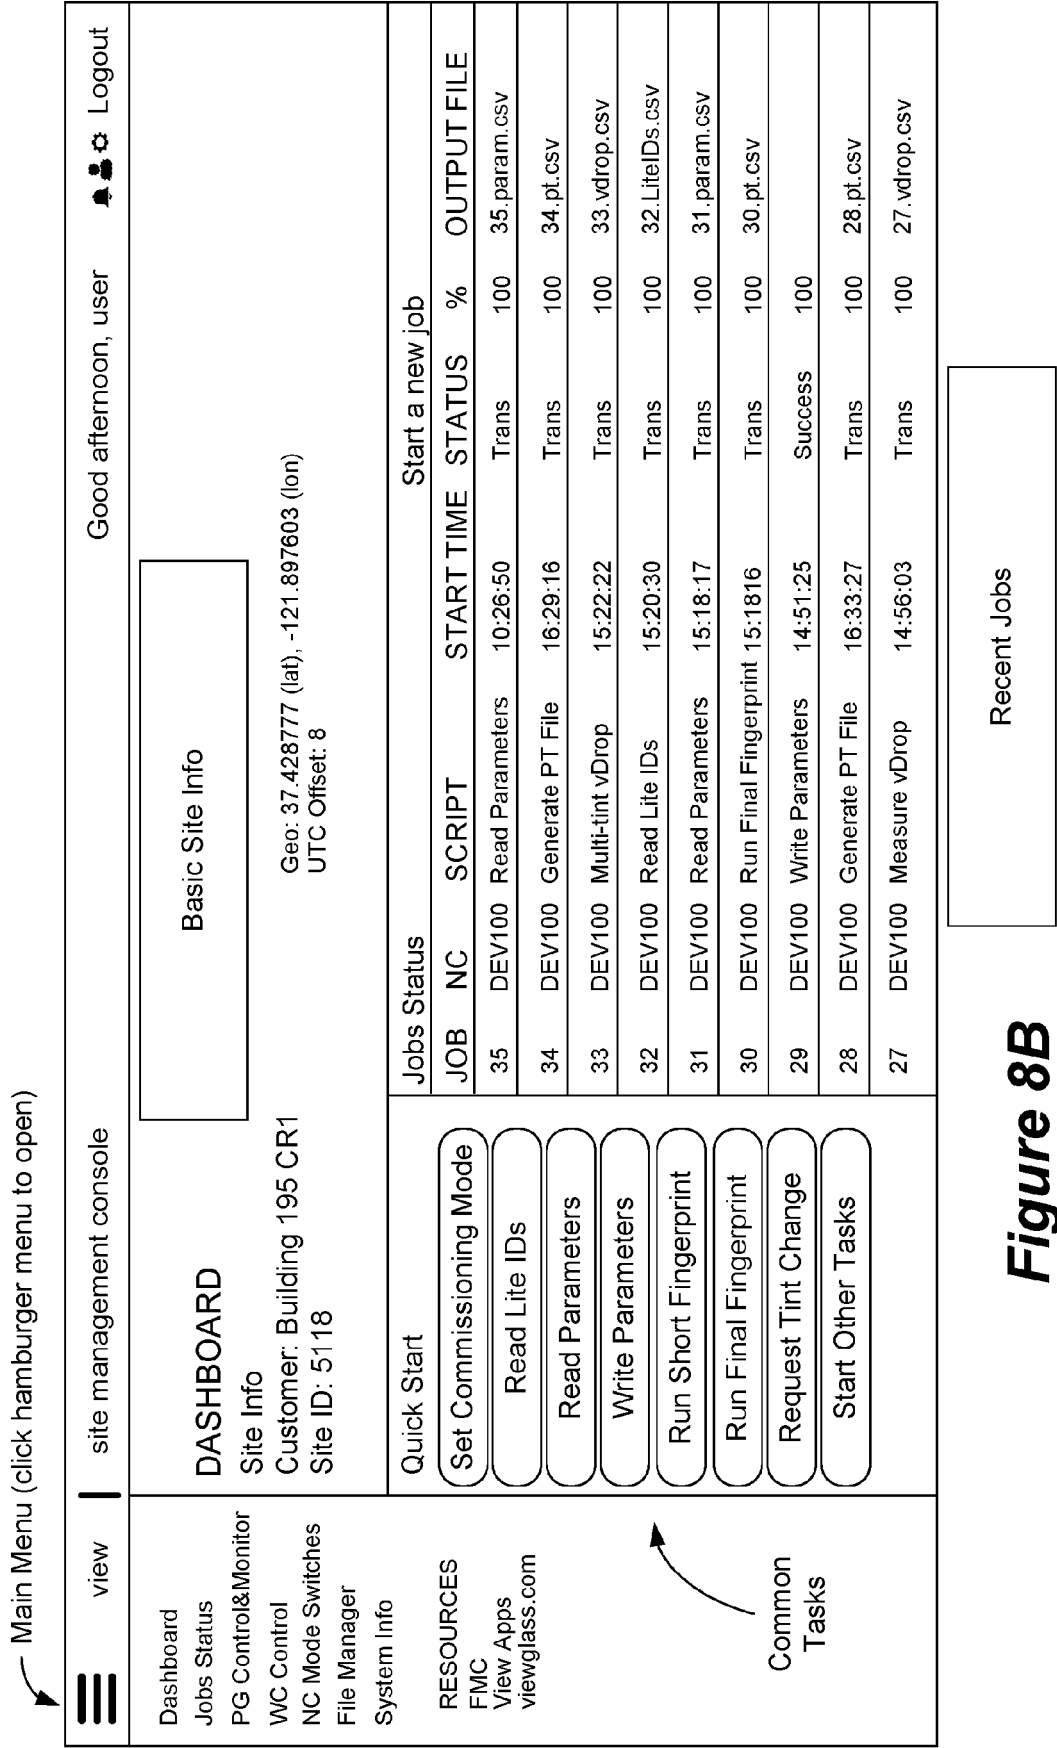 Main Menu (click hamburger menu to open)
view | site management console Good afternoon, user Logout
Dashboard
Jobs Status
PG Control&Monitor
WC Control
NC Mode Switches
File Manager
System Info
RESOURCES
FMC
View Apps
viewglass.com
Common
Tasks
DASHBOARD
Site Info
Customer: Building 195 CR1
Site ID: 5118
Basic Site Info
Geo: 37.428777 (lat), -121.897603 (lon)
UTC Offset: 8
Quick Start
Set Commissioning Mode
Read Lite IDs
Read Parameters
Write Parameters
Run Short Fingerprint
Run Final Fingerprint
Request Tint Change
Start Other Tasks
Jobs Status Start a new job
JOB NC SCRIPT START TIME STATUS % OUTPUT FILE
35 DEV100 Read Parameters 10:26:50 Trans 100 35.param.csv
34 DEV100 Generate PT File 16:29:16 Trans 100 34.pt.csv
33 DEV100 Multi-tint vDrop 15:22:22 Trans 100 33.vdrop.csv
32 DEV100 Read Lite IDs 15:20:30 Trans 100 32.LiteIDs.csv
31 DEV100 Read Parameters 15:18:17 Trans 100 31.param.csv
30 DEV100 Run Final Fingerprint 15:1816 Trans 100 30.pt.csv
29 DEV100 Write Parameters 14:51:25 Success 100
28 DEV100 Generate PT File 16:33:27 Trans 100 28.pt.csv
27 DEV100 Measure vDrop 14:56:03 Trans 100 27.vdrop.csv
Recent Jobs
Figure 8B